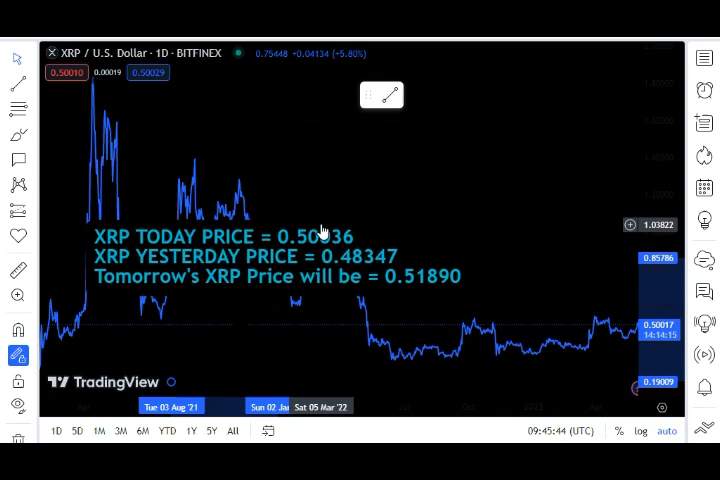 XRP / U.S. Dollar · 1D · BITFINEX
0.75448 +0.04134 (+5.80%)
0.50010 0.00019 0.50029
1.03822
XRP TODAY PRICE = 0.50036
XRP YESTERDAY PRICE = 0.48347
Tomorrow's XRP Price will be = 0.51890
0.85786
0.50017
14:14:15
TradingView
0.19009
Tue 03 Aug '21
Sun 02 Ja
Sat 05 Mar '22
1D 5D 1M 3M 6M YTD 1Y 5Y All
09:45:44 (UTC)
% log auto